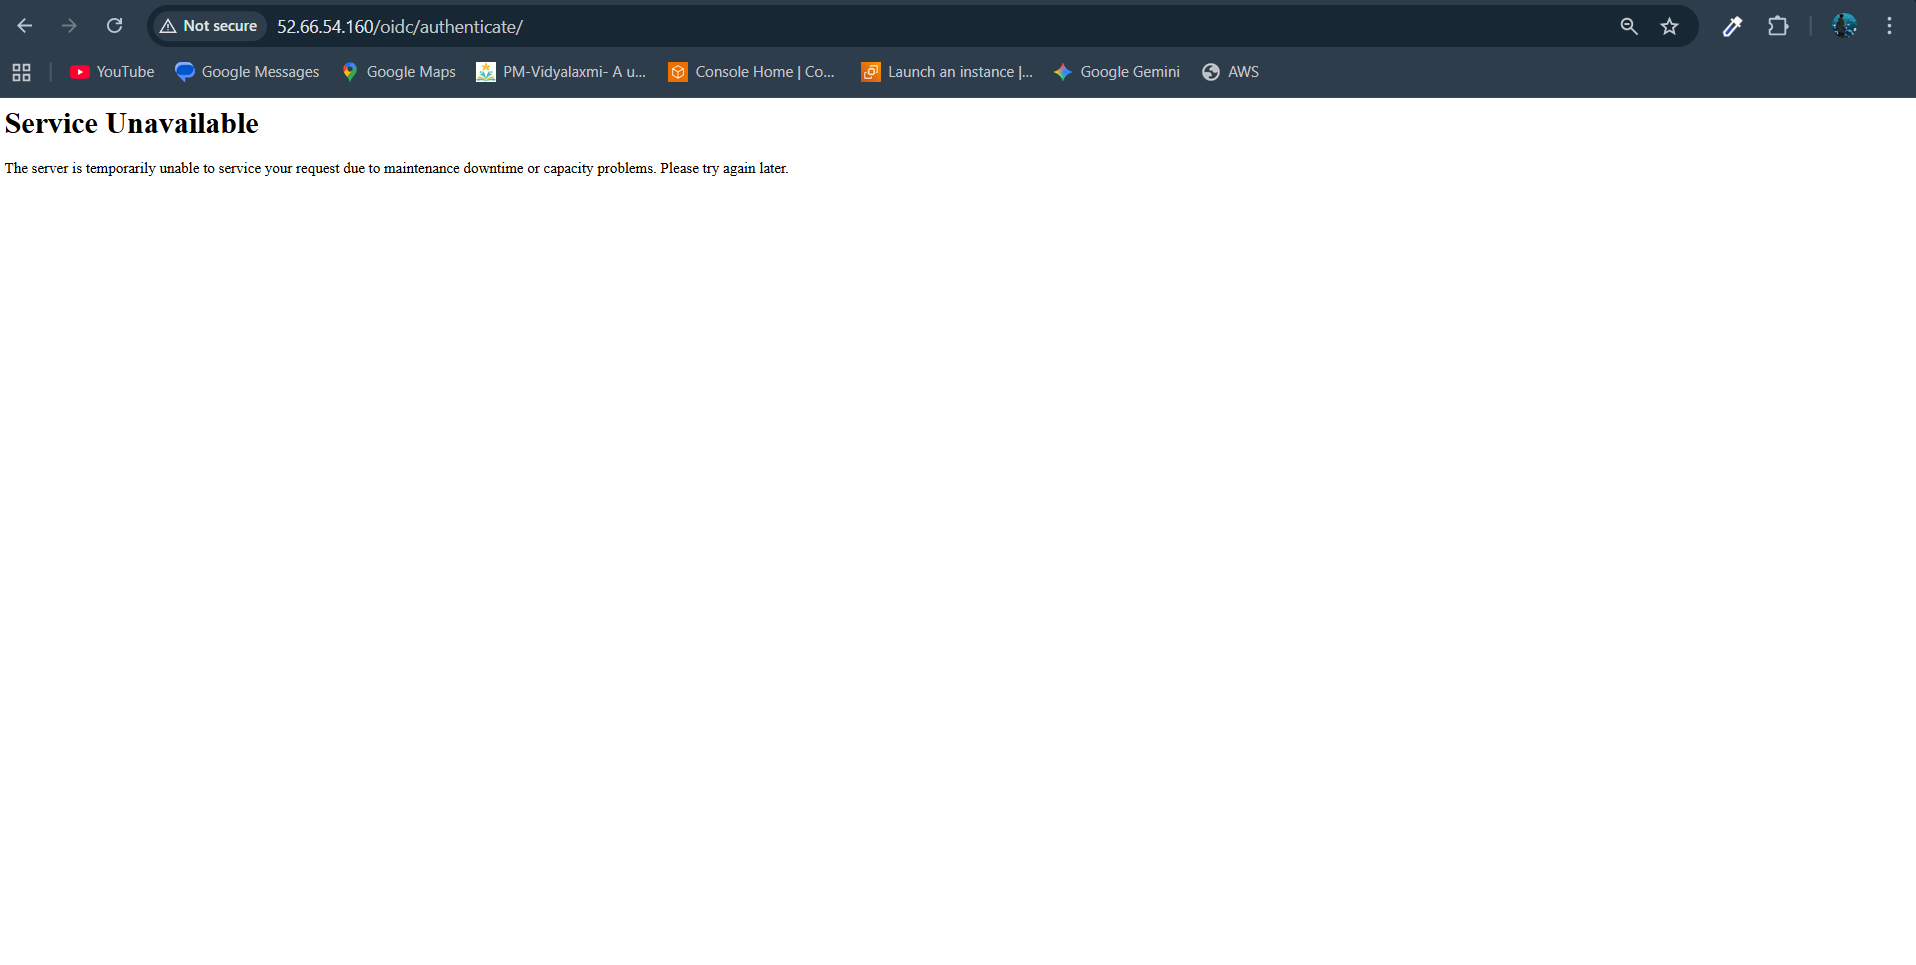 Not secure
52.66.54.160/oidc/authenticate/
YouTube
Google Messages
Google Maps
PM-Vidyalaxmi- A u...
Console Home | Co...
Launch an instance |...
Google Gemini
AWS
Service Unavailable
The server is temporarily unable to service your request due to maintenance downtime or capacity problems. Please try again later.